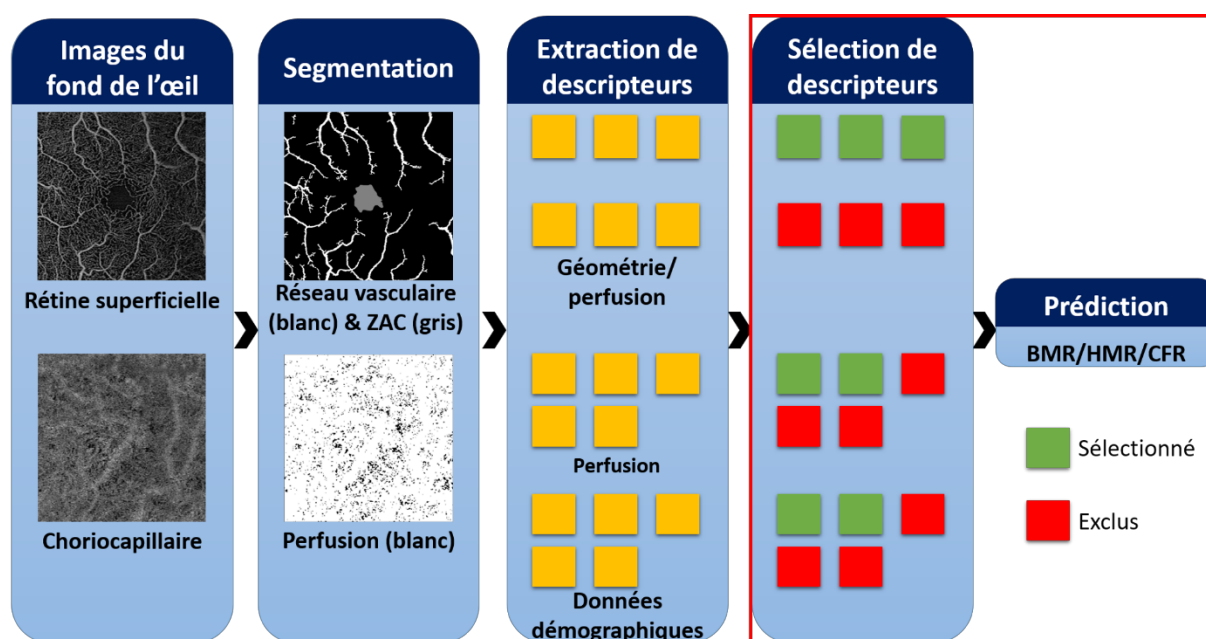 Images du
fond de l'œil
Rétine superficielle
Choriocapillaire
Segmentation
Réseau vasculaire
(blanc) & ZAC (gris)
Perfusion (blanc)
Extraction de
descripteurs
Géométrie/
perfusion
Perfusion
Données
démographiques
Sélection de
descripteurs
Prédiction
BMR/HMR/CFR
Sélectionné
Exclus